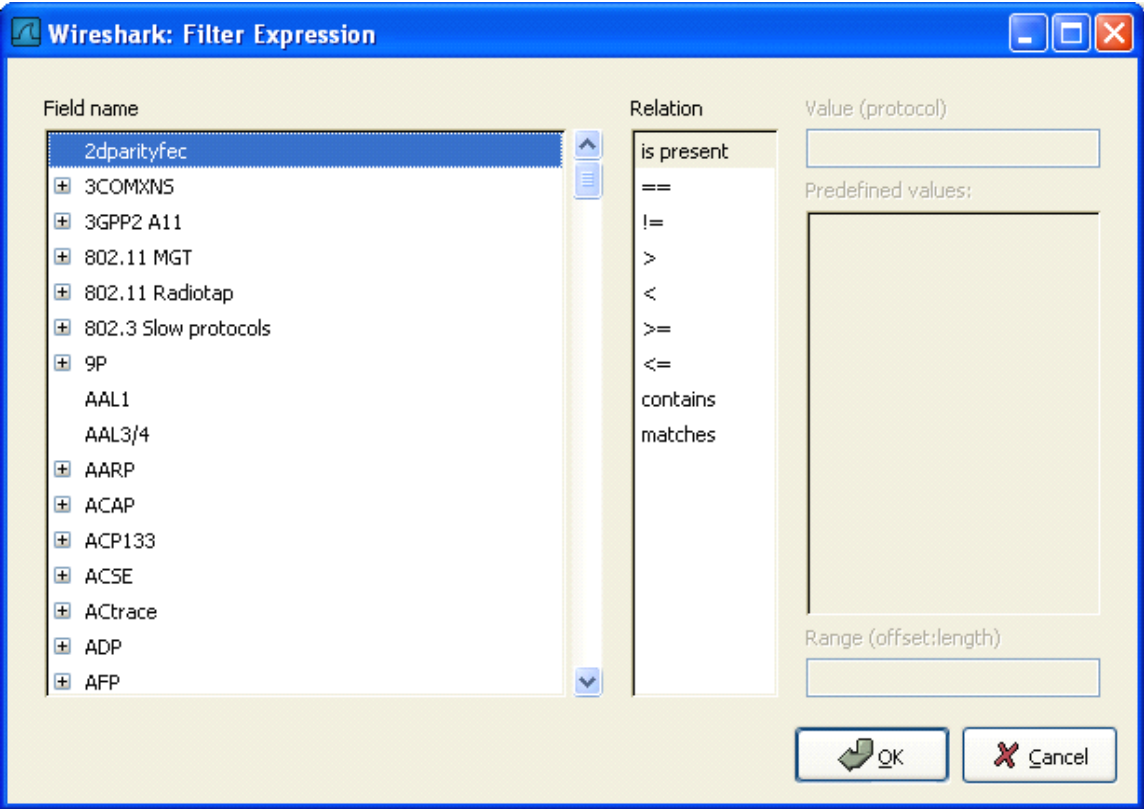 Wireshark: Filter Expression
Field name
2dparityfec
3COMXNS
3GPP2 A11
802.11 MGT
802.11 Radiotap
802.3 Slow protocols
9P
AAL1
AAL3/4
AARP
ACAP
ACP133
ACSE
ACtrace
ADP
AFP
Relation
is present
==
!=
>
<
>=
<=
contains
matches
Value (protocol)
Predefined values:
Range (offset:length)
OK
Cancel